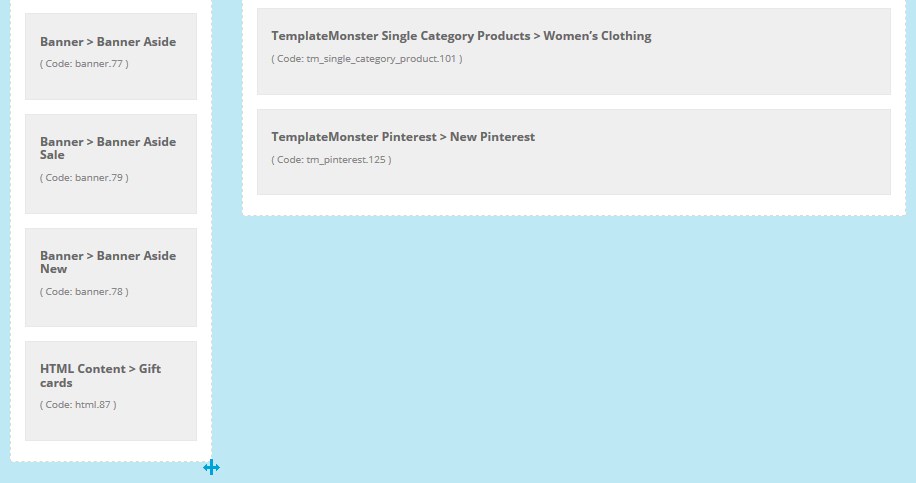 Banner > Banner Aside
( Code: banner.77 )
Banner > Banner Aside
Sale
( Code: banner.79 )
Banner > Banner Aside
New
( Code: banner.78 )
HTML Content > Gift
cards
( Code: html.87 )
TemplateMonster Single Category Products > Women’s Clothing
( Code: tm_single_category_product.101 )
TemplateMonster Pinterest > New Pinterest
( Code: tm_pinterest.125 )